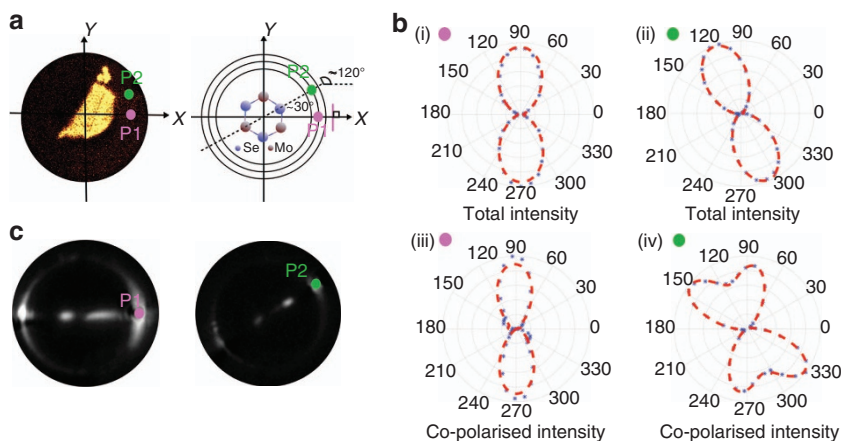 a
Y
P2
X
P1
Y
P2
~120°
~30°
X
P1
Se Mo
b
(i)
90
120 60
150 30
180 0
210 330
240 300
270
Total intensity
(ii)
90
120 60
150 30
180 0
210 330
240 300
270
Total intensity
c
P1
P2
(iii)
90
120 60
150 30
180 0
210 330
240 300
270
Co-polarised intensity
(iv)
90
120 60
150 30
180 0
210 330
240 300
270
Co-polarised intensity